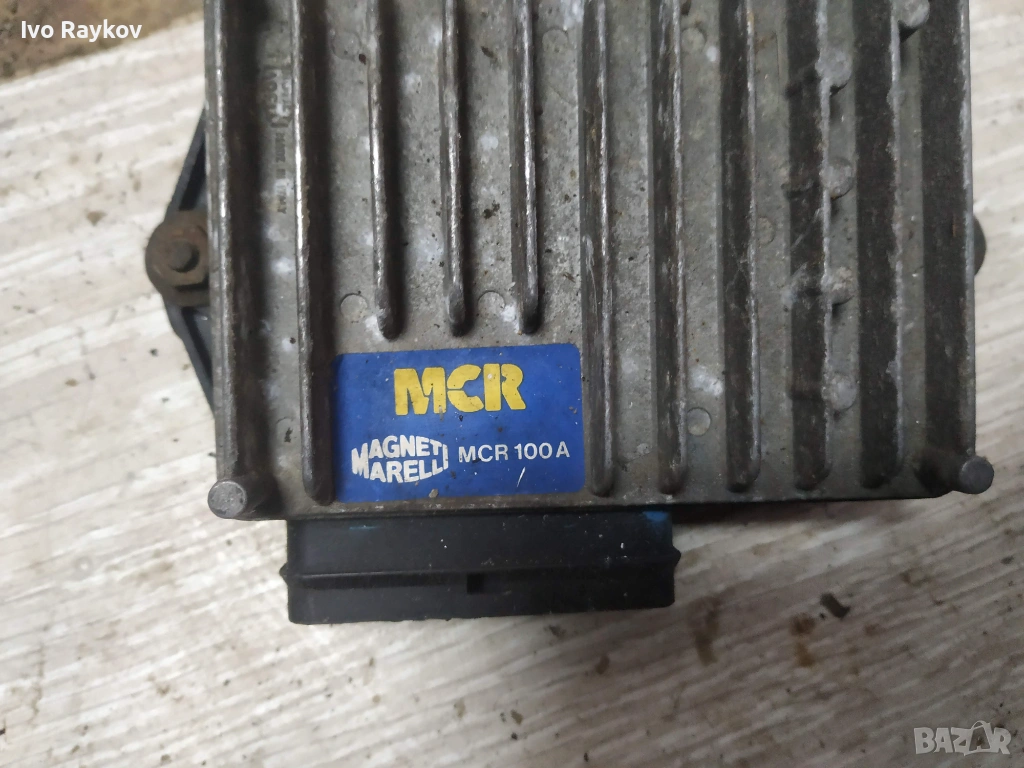 Ivo Raykov
MCR
MAGNETI
MARELLI
MCR 100 A
BAZAR